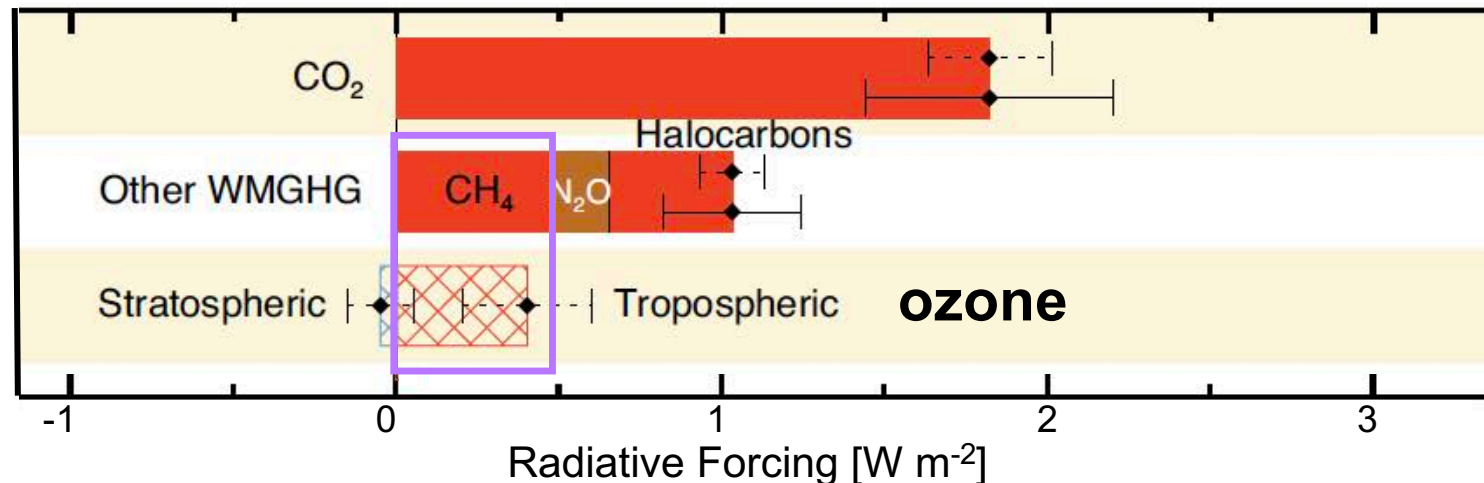 CO₂
Halocarbons
Other WMGHG CH₄ N₂O
Stratospheric Tropospheric ozone
-1 0 1 2 3
Radiative Forcing [W m⁻²]